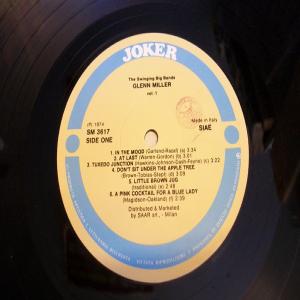 JOKER
The Swinging Big Bands
GLENN MILLER
vol. 1
(P) 1974
Made in Italy
SM 3617
SIAE
SIDE ONE
1. IN THE MOOD (Garland-Razaf) (a) 3:34
2. AT LAST (Warren-Gordon) (b) 3:01
3. TUXEDO JUNCTION (Hawkins-Johnson-Dash-Feyne) (c) 3:22
4. DON'T SIT UNDER THE APPLE TREE
(Brown-Tobias-Stept) (d) 3:09
5. LITTLE BROWN JUG
(traditional) (e) 2:48
6. A PINK COCKTAIL FOR A BLUE LADY
(Magidson-Oakland) (f) 2:39
Distributed & Marketed
by SAAR srl., - Milan